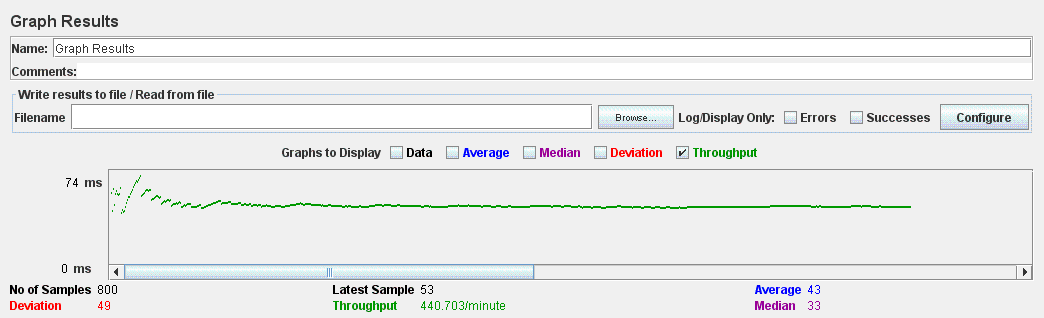 Graph Results
Name: Graph Results
Comments:
Write results to file / Read from file
Filename Browse... Log/Display Only: Errors Successes Configure
Graphs to Display Data Average Median Deviation Throughput
74 ms
0 ms
No of Samples 800 Latest Sample 53 Average 43
Deviation 49 Throughput 440.703/minute Median 33